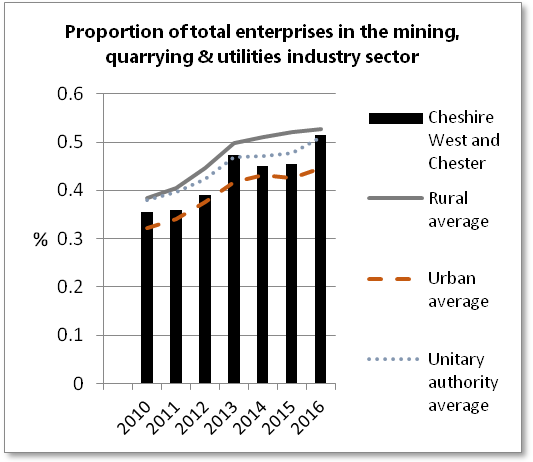 Proportion of total enterprises in the mining,
quarrying & utilities industry sector
0.6
0.5
0.4
0.3
0.2
0.1
0
%
2010
2011
2012
2013
2014
2015
2016
Cheshire
West and
Chester
Rural
average
Urban
average
Unitary
authority
average